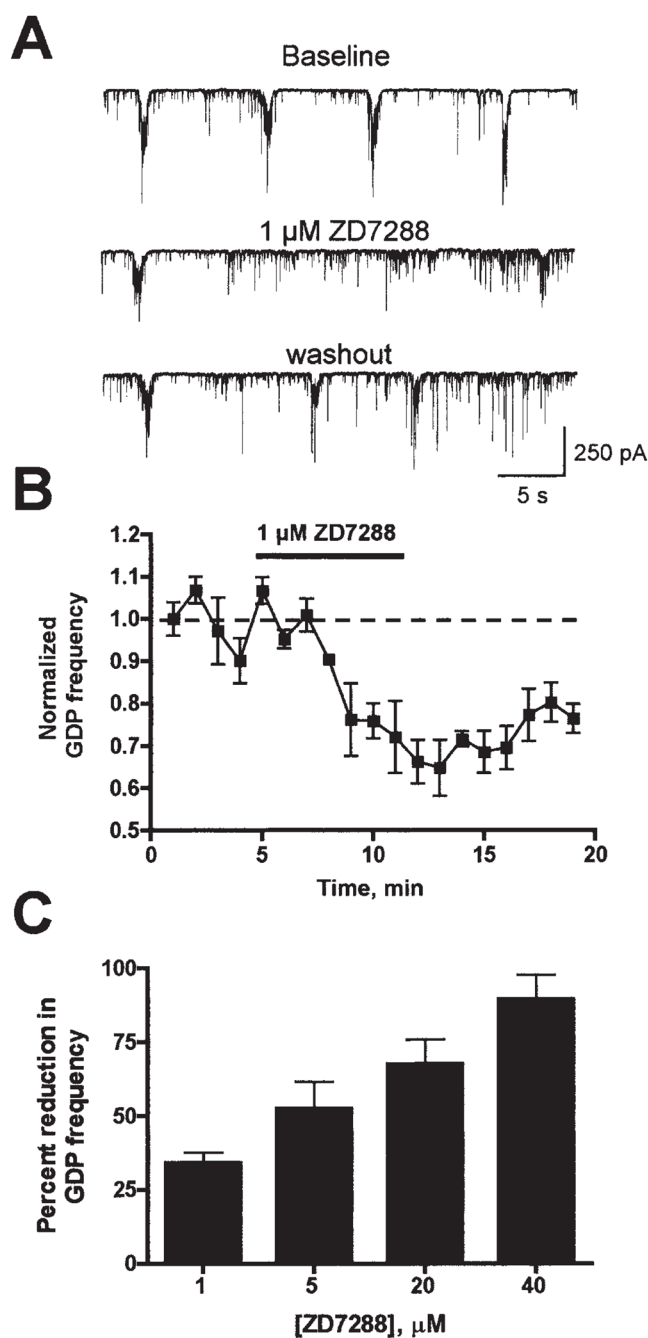 A
Baseline
1 µM ZD7288
washout
250 pA
5 s
B
1 µM ZD7288
Normalized
GDP frequency
1.2
1.1
1.0
0.9
0.8
0.7
0.6
0.5
0 5 10 15 20
Time, min
C
Percent reduction in
GDP frequency
100
75
50
25
0
1 5 20 40
[ZD7288], µM